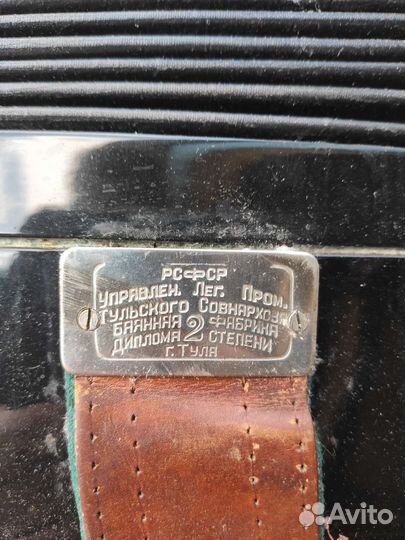 РСФСР
Управлен. Лег. Пром.
Тульского Совнархоза
Баянная 2 фабрика
Диплома степени
г. Тула
Avito